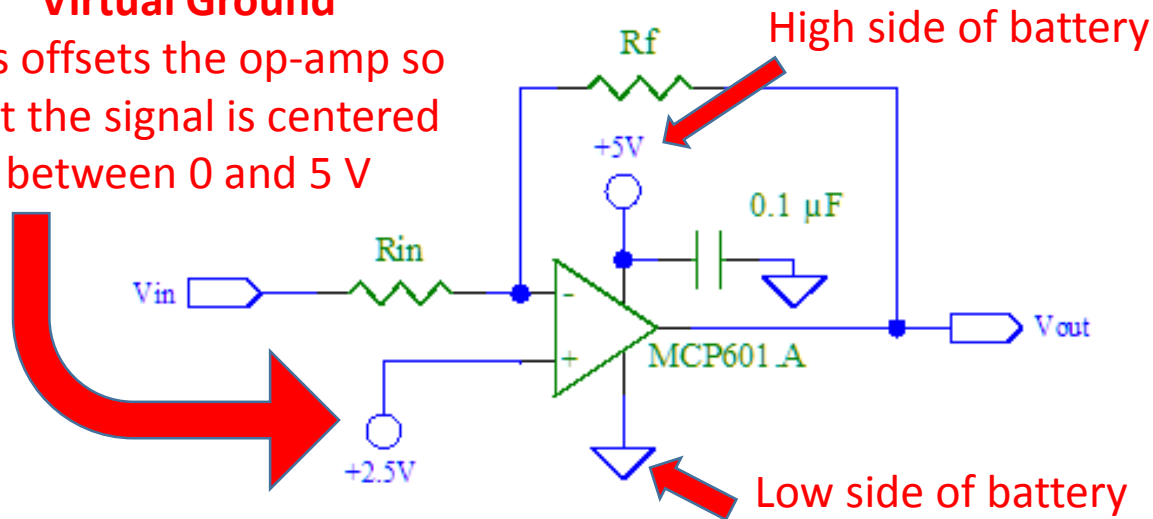 Virtual Ground
offsets the op-amp so
the signal is centered
between 0 and 5 V
High side of battery
Rf
+5V
0.1 µF
Rin
Vin
-
+
MCP601.A
Vout
+2.5V
Low side of battery